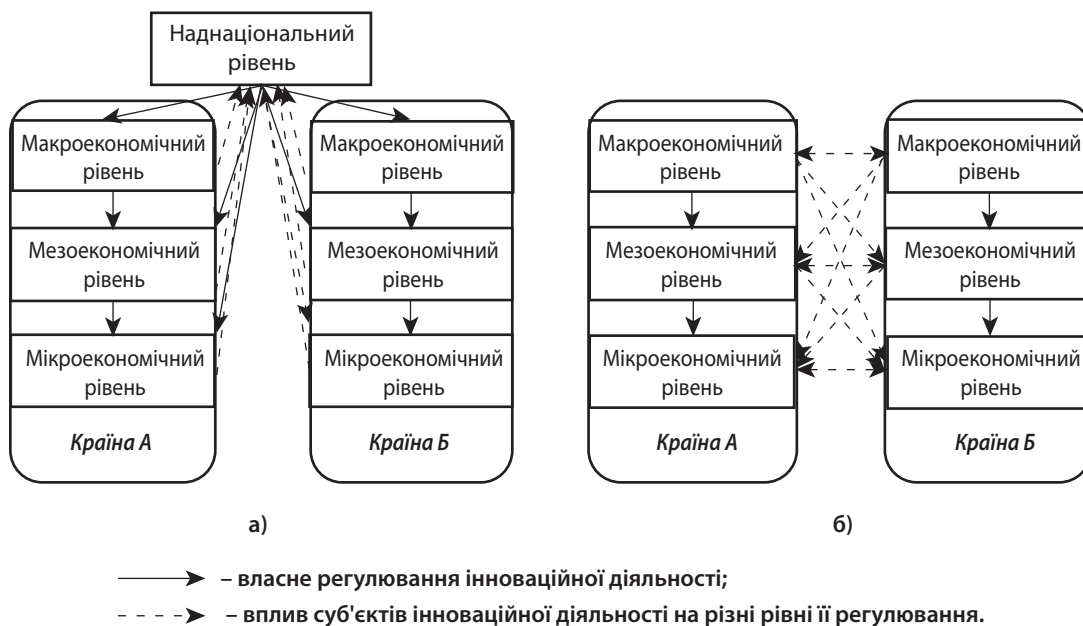 Наднаціональний
рівень
Макроекономічний
рівень
Мезоекономічний
рівень
Мікроекономічний
рівень
Країна А
Макроекономічний
рівень
Мезоекономічний
рівень
Мікроекономічний
рівень
Країна Б
а)
Макроекономічний
рівень
Мезоекономічний
рівень
Мікроекономічний
рівень
Країна А
Макроекономічний
рівень
Мезоекономічний
рівень
Мікроекономічний
рівень
Країна Б
б)
– власне регулювання інноваційної діяльності;
– вплив суб'єктів інноваційної діяльності на різні рівні її регулювання.